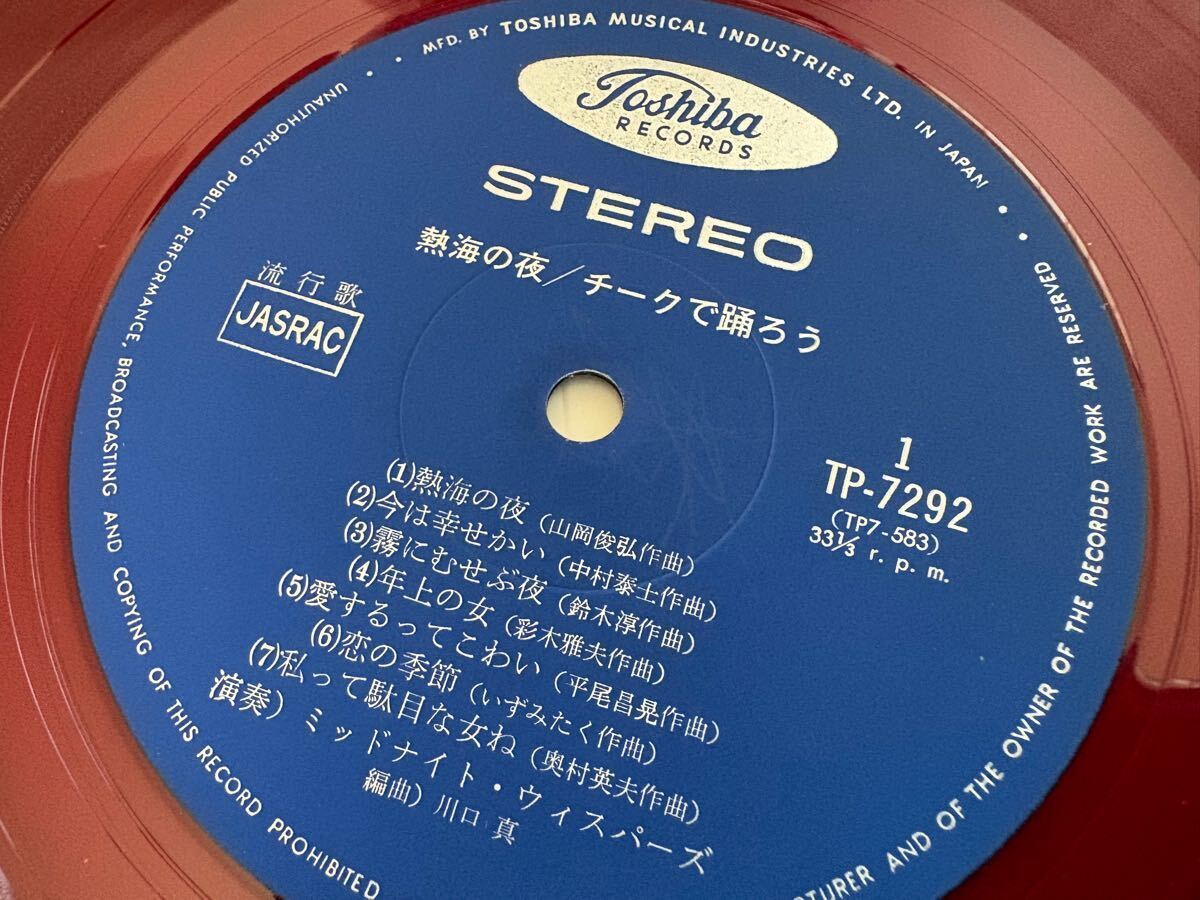 MFD. BY TOSHIBA MUSICAL INDUSTRIES LTD. IN JAPAN
Toshiba
RECORDS
STEREO
熱海の夜/チークで踊ろう
流行歌
JASRAC
1
TP-7292
(TP7-583)
33⅓ r. p. m.
(1)熱海の夜(山岡俊弘作曲)
(2)今は幸せかい(中村泰士作曲)
(3)霧にむせぶ夜(鈴木淳作曲)
(4)年上の女(彩木雅夫作曲)
(5)愛するってこわい(平尾昌晃作曲)
(6)恋の季節(いずみたく作曲)
(7)私って駄目な女ね(奥村英夫作曲)
演奏)ミッドナイト・ウィスパーズ
編曲)川口 真
UNAUTHORIZED PUBLIC PERFORMANCE, BROADCASTING AND COPYING OF THIS RECORD PROHIBITED
TURER AND OF THE OWNER OF THE RECORDED WORK ARE RESERVED